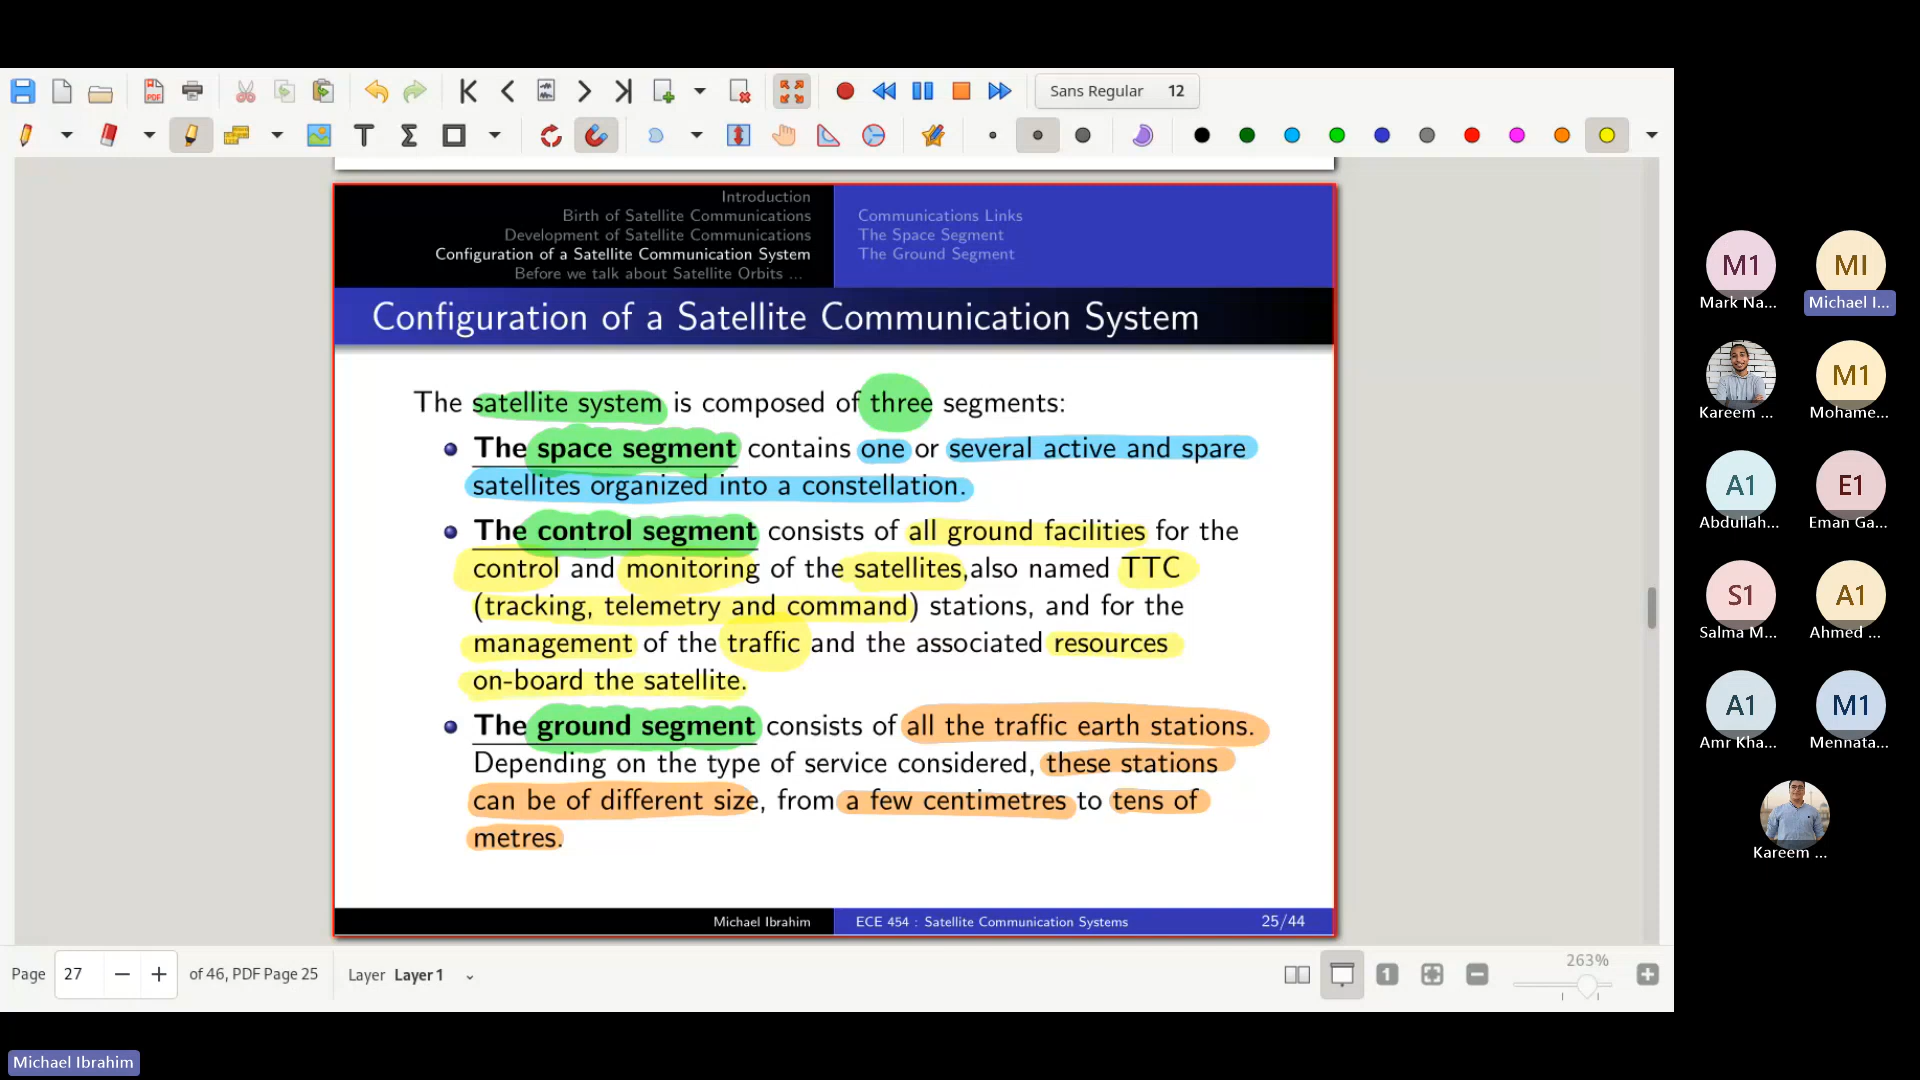 Sans Regular 12
Introduction
Birth of Satellite Communications
Development of Satellite Communications
Configuration of a Satellite Communication System
Before we talk about Satellite Orbits ...
Communications Links
The Space Segment
The Ground Segment
Configuration of a Satellite Communication System
The satellite system is composed of three segments:
The space segment contains one or several active and spare
satellites organized into a constellation.
The control segment consists of all ground facilities for the
control and monitoring of the satellites,also named TTC
(tracking, telemetry and command) stations, and for the
management of the traffic and the associated resources
on-board the satellite.
The ground segment consists of all the traffic earth stations.
Depending on the type of service considered, these stations
can be of different size, from a few centimetres to tens of
metres.
Michael Ibrahim
ECE 454 : Satellite Communication Systems
25/44
Page 27 of 46, PDF Page 25
Layer Layer 1
1
263%
M1
Mark Na...
MI
Michael I...
Kareem ...
M1
Mohame...
A1
Abdullah...
E1
Eman Ga...
S1
Salma M...
A1
Ahmed ...
A1
Amr Kha...
M1
Mennata...
Kareem ...
Michael Ibrahim